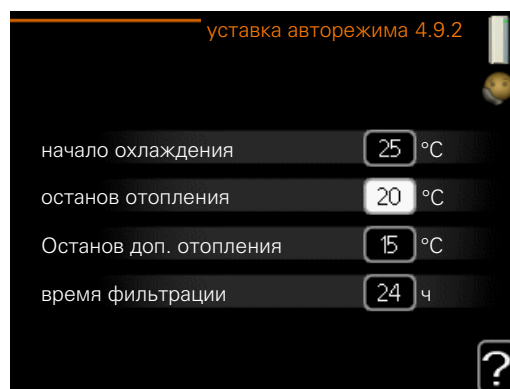 уставка авторежима 4.9.2
начало охлаждения 25 °C
останов отопления 20 °C
Останов доп. отопления 15 °C
время фильтрации 24 ч
?